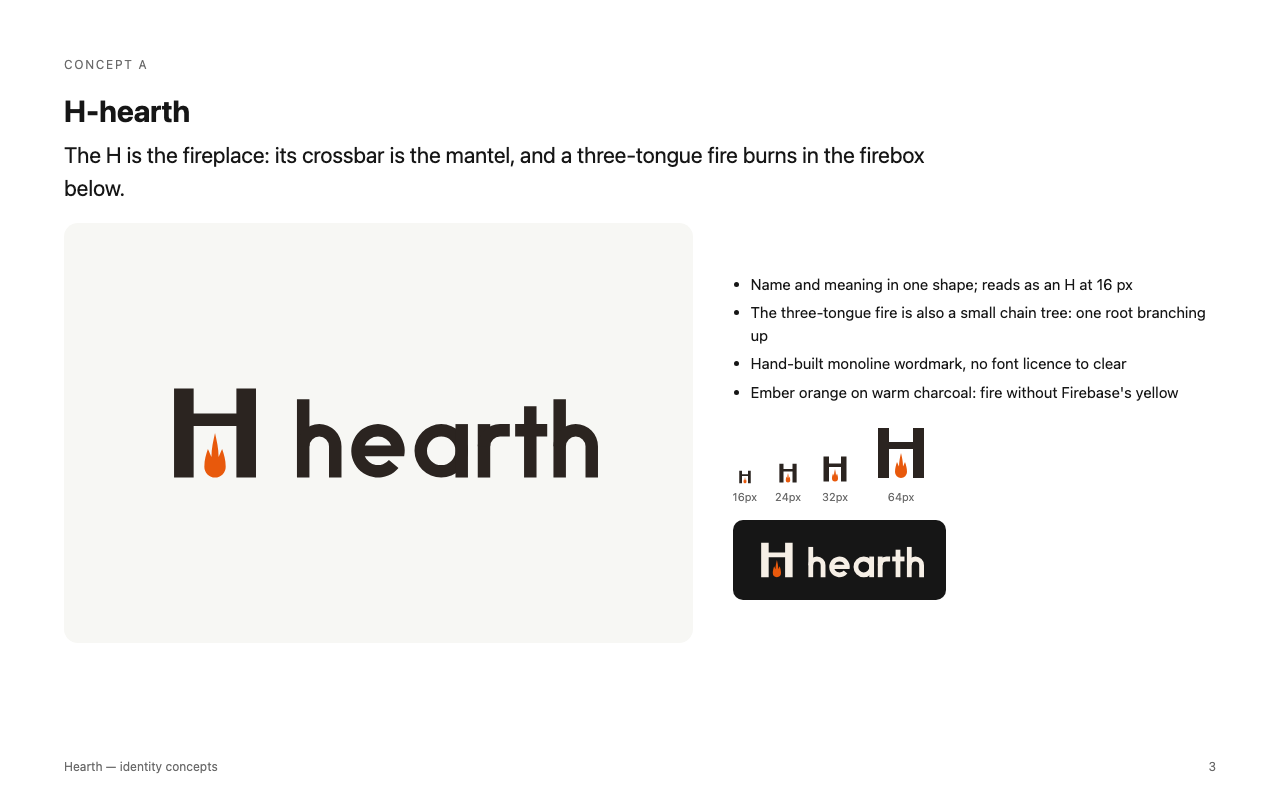 CONCEPT A
H-hearth
The H is the fireplace: its crossbar is the mantel, and a three-tongue fire burns in the firebox
below.
H hearth
• Name and meaning in one shape; reads as an H at 16 px
• The three-tongue fire is also a small chain tree: one root branching
up
• Hand-built monoline wordmark, no font licence to clear
• Ember orange on warm charcoal: fire without Firebase's yellow
H H H H
16px 24px 32px 64px
H hearth
Hearth — identity concepts
3